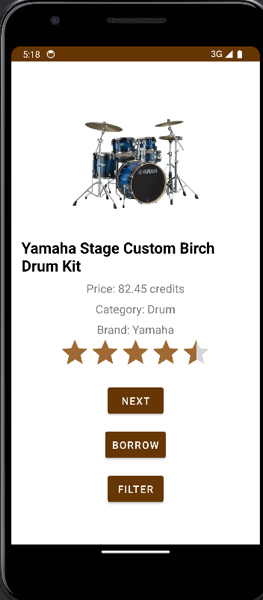 5:18
3G
YAMAHA
Yamaha Stage Custom Birch
Drum Kit
Price: 82.45 credits
Category: Drum
Brand: Yamaha
NEXT
BORROW
FILTER